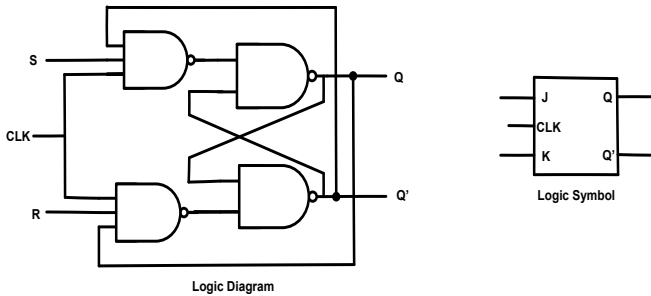 S
CLK
R
Q
Q’
Logic Diagram
J
CLK
K
Q
Q’
Logic Symbol